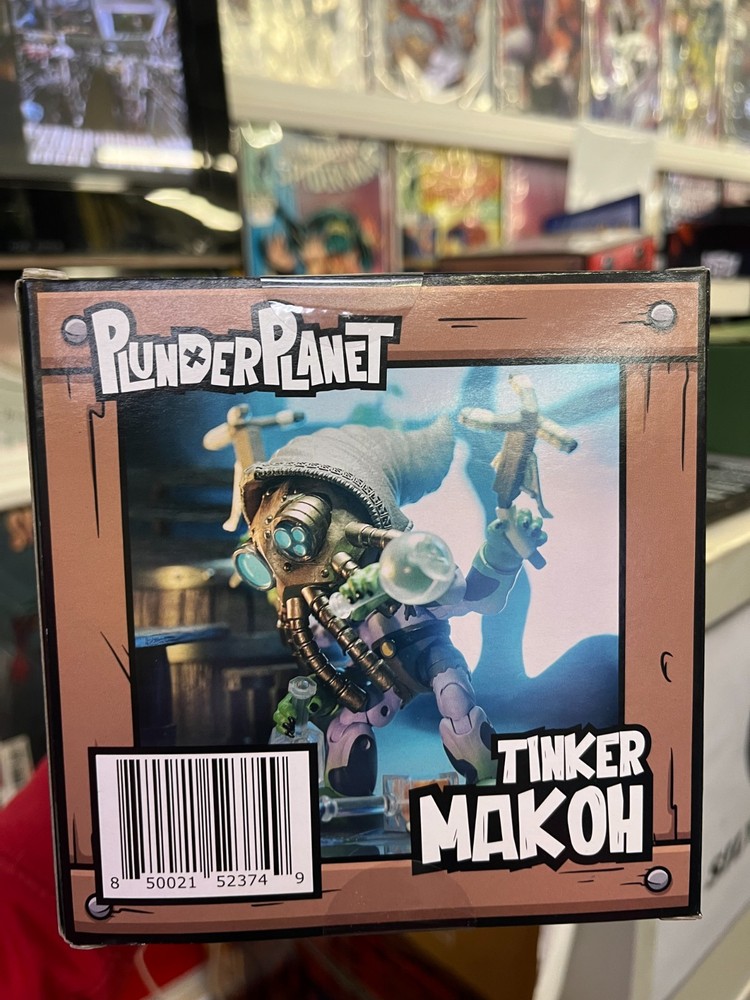 PLUNDERPLANET
TINKER
MAKOH
8 50021 52374 9